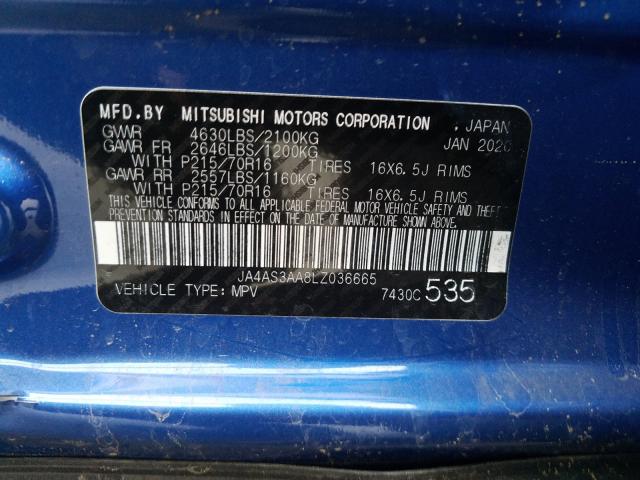 MFD.BY MITSUBISHI MOTORS CORPORATION , JAPAN
GVWR 4630LBS/2100KG JAN 2020
GAWR FR 2646LBS/1200KG
WITH P215/70R16 TIRES 16X6.5J RIMS
GAWR RR 2557LBS/1160KG
WITH P215/70R16 TIRES 16X6.5J RIMS
THIS VEHICLE CONFORMS TO ALL APPLICABLE FEDERAL MOTOR VEHICLE SAFETY AND THEFT
PREVENTION STANDARDS IN EFFECT ON THE DATE OF MANUFACTURE SHOWN ABOVE.
JA4AS3AA8LZ036665
VEHICLE TYPE: MPV 7430C 535